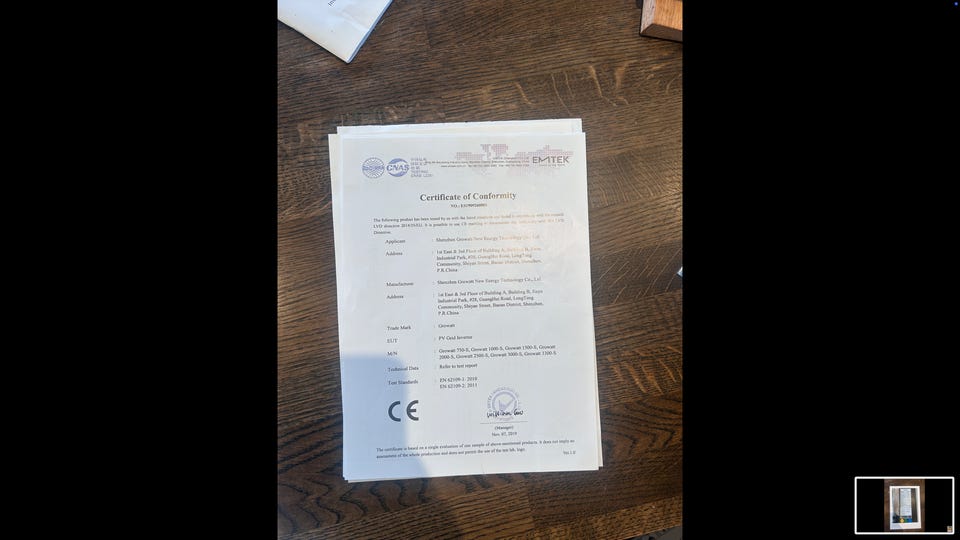 CNAS
TESTING
EMTEK
Certificate of Conformity
The following product has been tested by us with the listed standards and found in conformity with the council
LVD directive 2014/35/EU. It is possible to use CE marking to demonstrate the conformity with this LVD
Directive.
Applicant : Shenzhen Growatt New Energy Technology Co., Ltd
Address : 1st East & 3rd Floor of Building A, Building B, Jiayu
Industrial Park, #28, GuangHui Road, LongTeng
Community, Shiyan Street, Baoan District, Shenzhen,
P.R.China
Manufacturer : Shenzhen Growatt New Energy Technology Co., Ltd
Address : 1st East & 3rd Floor of Building A, Building B, Jiayu
Industrial Park, #28, GuangHui Road, LongTeng
Community, Shiyan Street, Baoan District, Shenzhen,
P.R.China
Trade Mark : Growatt
EUT : PV Grid Inverter
M/N : Growatt 750-S, Growatt 1000-S, Growatt 1500-S, Growatt
2000-S, Growatt 2500-S, Growatt 3000-S, Growatt 3300-S
Technical Data : Refer to test report
Test Standards : EN 62109-1: 2010
EN 62109-2: 2011
CE
(Manager)
Nov. 07, 2019
The certificate is based on a single evaluation of one sample of above-mentioned products. It does not imply an
assessment of the whole production and does not permit the use of the test lab. logo.
Ver.1.0